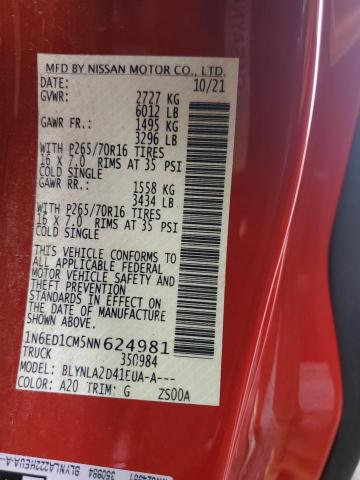 MFD BY NISSAN MOTOR CO., LTD.
DATE: 10/21
GVWR: 2727 KG
6012 LB
GAWR FR: 1495 KG
3296 LB
WITH P265/70R16 TIRES
16 X 7.0 RIMS AT 35 PSI
COLD SINGLE
GAWR RR: 1558 KG
3434 LB
WITH P265/70R16 TIRES
16 X 7.0 RIMS AT 35 PSI
COLD SINGLE
THIS VEHICLE CONFORMS TO
ALL APPLICABLE FEDERAL
MOTOR VEHICLE SAFETY AND
THEFT PREVENTION STANDARDS
IN EFFECT ON THE DATE OF
MANUFACTURE SHOWN ABOVE.
1N6ED1CM5NN624981
TRUCK 350984
MODEL: BLYNLA2D41EUA-A---
COLOR: A20 TRIM: G ZS00A
350984 BLYNLA